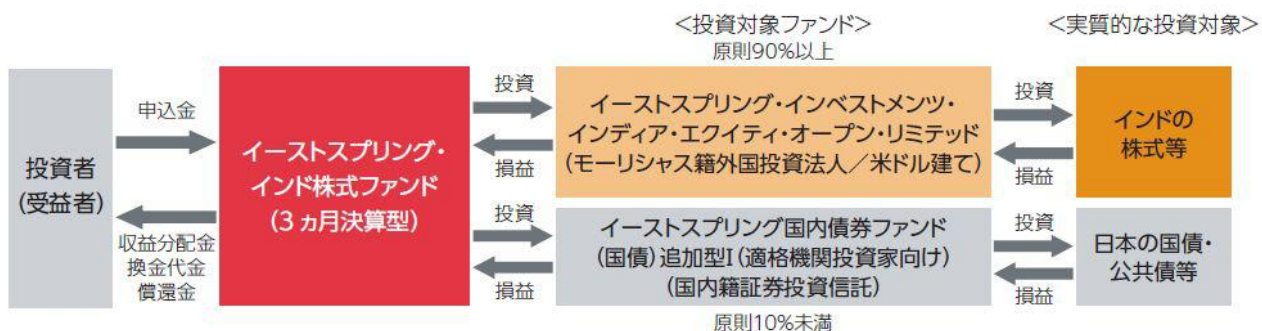 ＜投資対象ファンド＞
原則90%以上
＜実質的な投資対象＞
投資者
(受益者)
申込金
収益分配金
換金代金
償還金
イーストスプリング・
インド株式ファンド
(3ヵ月決算型)
投資
損益
イーストスプリング・インベストメンツ・
インディア・エクイティ・オープン・リミテッド
(モーリシャス籍外国投資法人／米ドル建て)
投資
損益
インドの
株式等
投資
損益
イーストスプリング国内債券ファンド
(国債)追加型I(適格機関投資家向け)
(国内籍証券投資信託)
原則10%未満
投資
損益
日本の国債・
公共債等